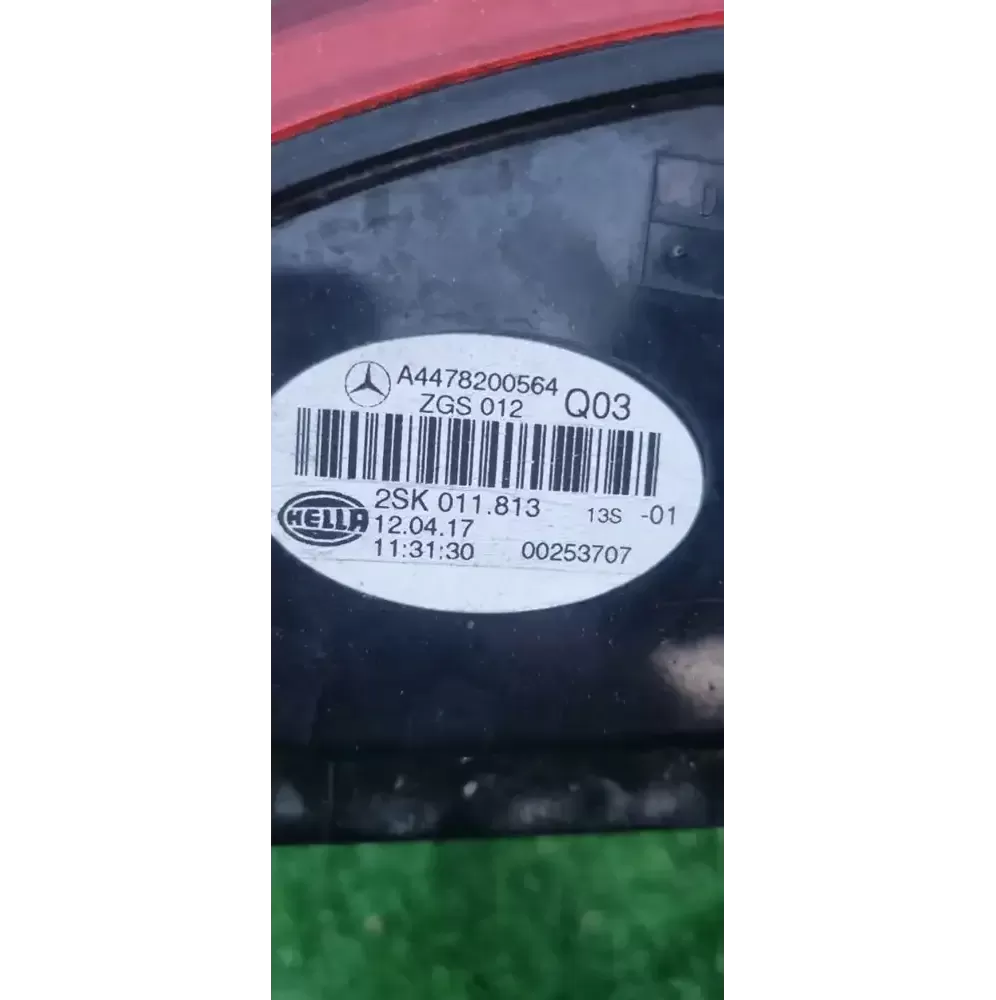 A4478200564
ZGS 012 Q03
2SK 011.813 13S -01
HELLA
12.04.17
11:31:30 00253707